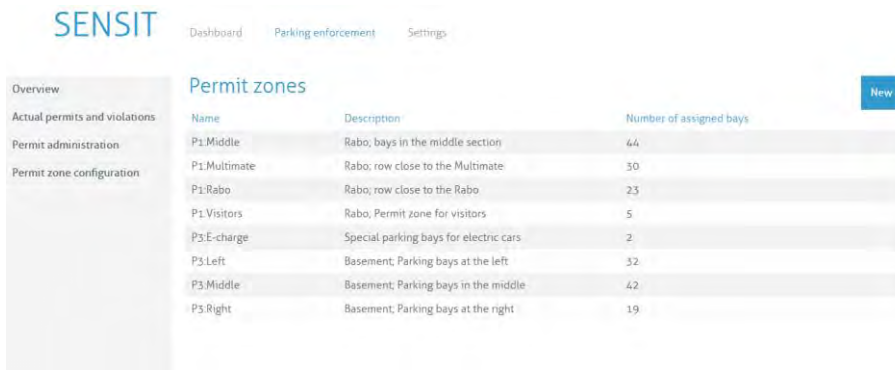 SENSIT Dashboard Parking enforcement Settings
Overview
Actual permits and violations
Permit administration
Permit zone configuration
Permit zones
New
Name Description Number of assigned bays
P1:Middle Rabo; bays in the middle section 44
P1:Multimate Rabo; row close to the Multimate 30
P1:Rabo Rabo; row close to the Rabo 23
P1:Visitors Rabo, Permit zone for visitors 5
P3:E-charge Special parking bays for electric cars 2
P3:Left Basement; Parking bays at the left 32
P3:Middle Basement; Parking bays in the middle 42
P3:Right Basement; Parking bays at the right 19